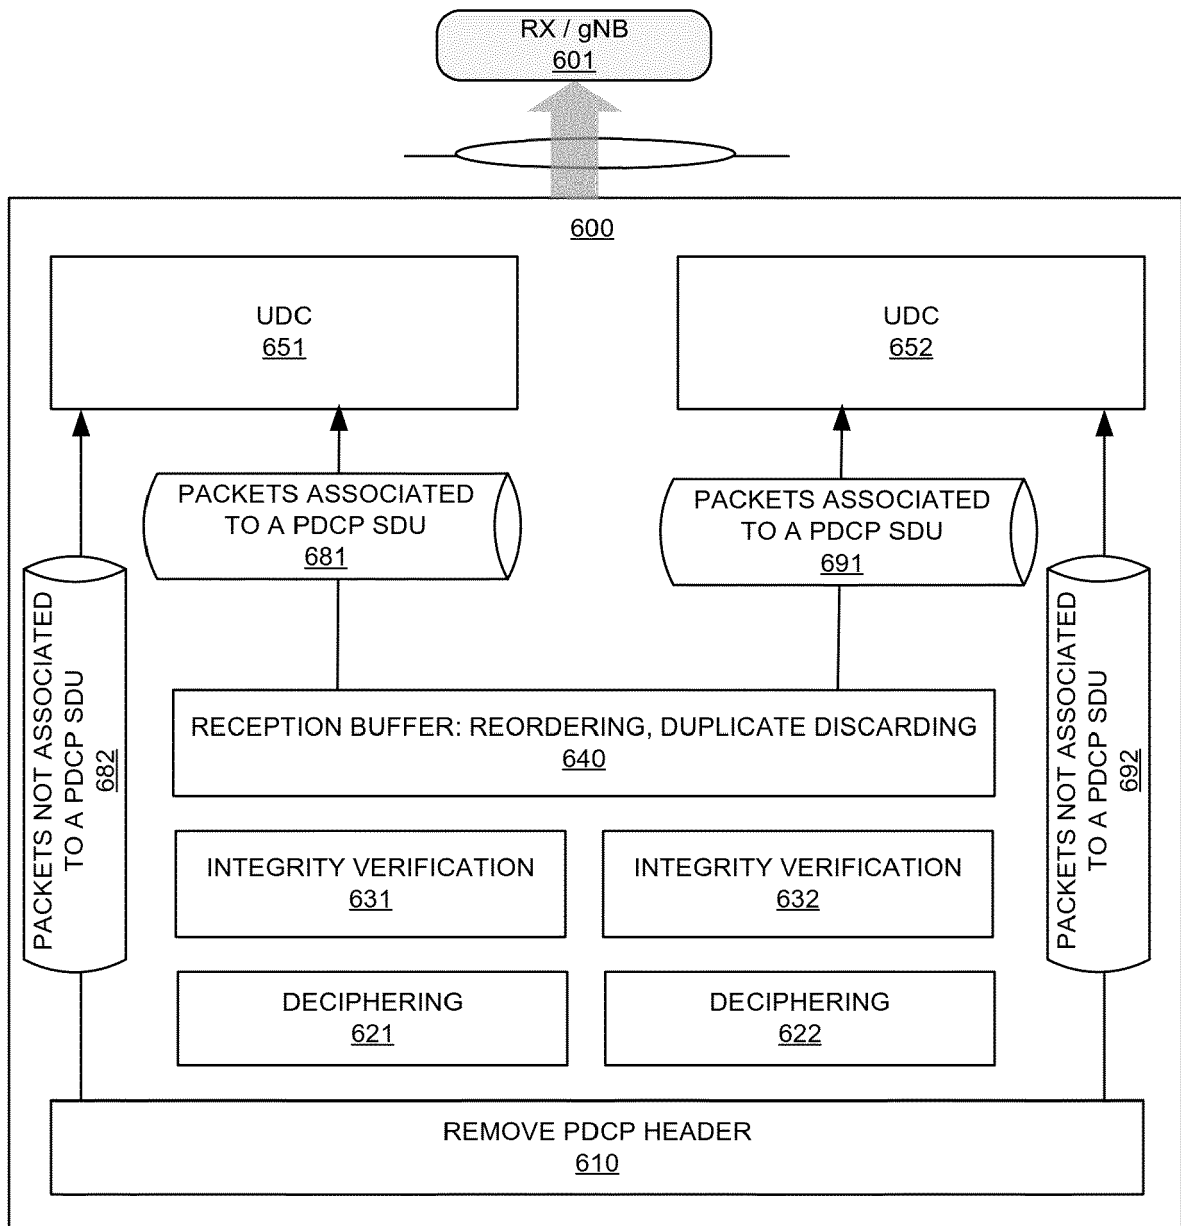 RX / gNB
601
600
UDC
651
UDC
652
PACKETS ASSOCIATED
TO A PDCP SDU
681
PACKETS ASSOCIATED
TO A PDCP SDU
691
PACKETS NOT ASSOCIATED
TO A PDCP SDU
682
PACKETS NOT ASSOCIATED
TO A PDCP SDU
692
RECEPTION BUFFER: REORDERING, DUPLICATE DISCARDING
640
INTEGRITY VERIFICATION
631
INTEGRITY VERIFICATION
632
DECIPHERING
621
DECIPHERING
622
REMOVE PDCP HEADER
610